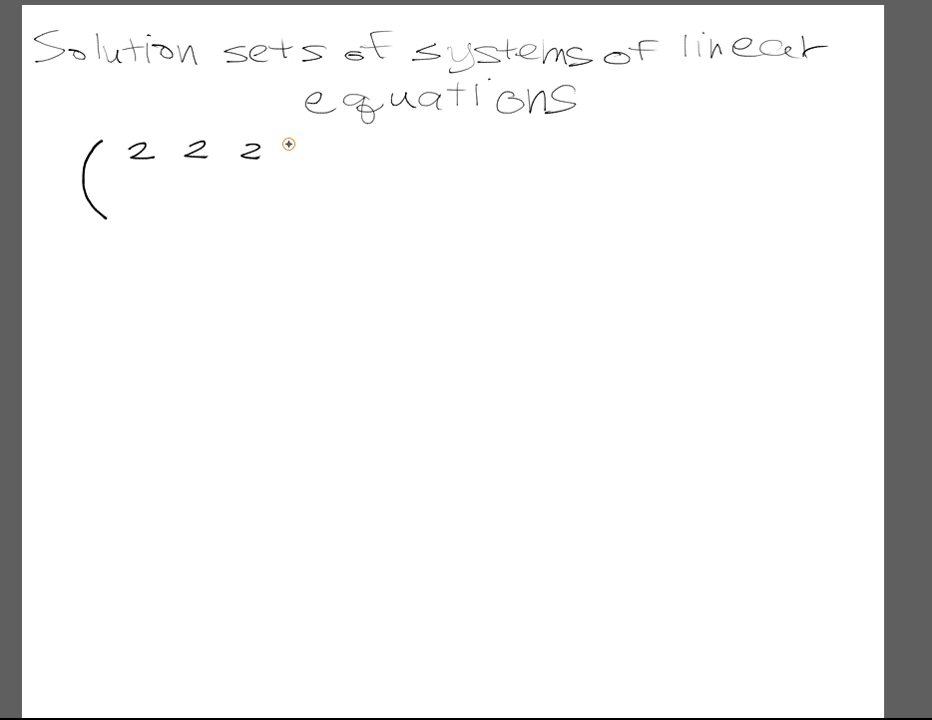 Solution sets of systems of linear
equations
( 2 2 2